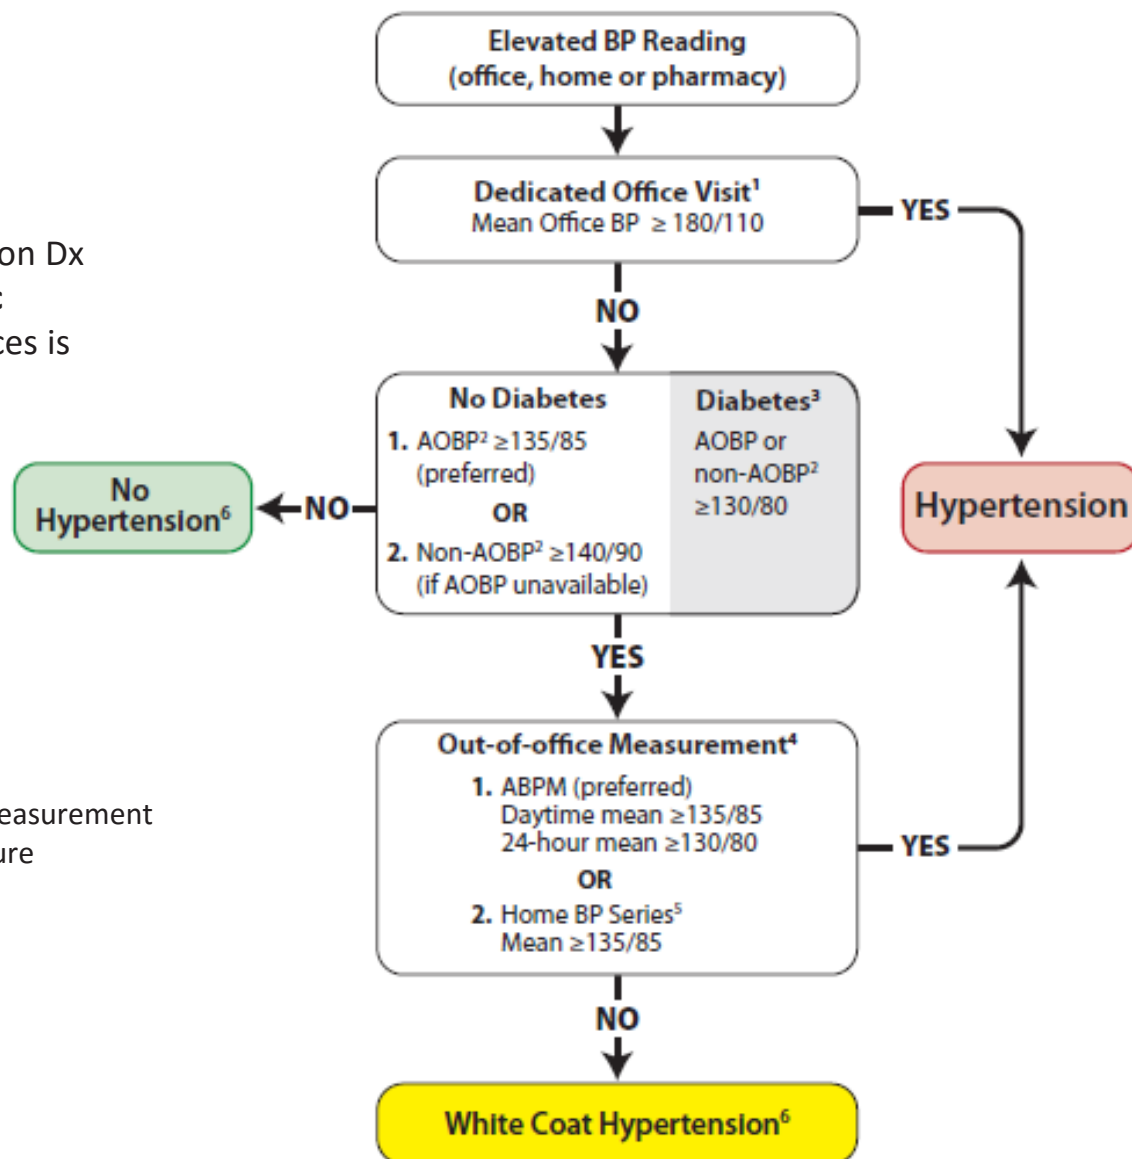 Elevated BP Reading
(office, home or pharmacy)
Dedicated Office Visit¹
Mean Office BP ≥ 180/110
YES
on Dx
ces is
NO
No Diabetes
1. AOBP² ≥135/85
(preferred)
OR
2. Non-AOBP² ≥140/90
(if AOBP unavailable)
Diabetes³
AOBP or
non-AOBP²
≥130/80
NO
No
Hypertension⁶
Hypertension
YES
Out-of-office Measurement⁴
1. ABPM (preferred)
Daytime mean ≥135/85
24-hour mean ≥130/80
OR
2. Home BP Series⁵
Mean ≥135/85
easurement
ure
YES
NO
White Coat Hypertension⁶